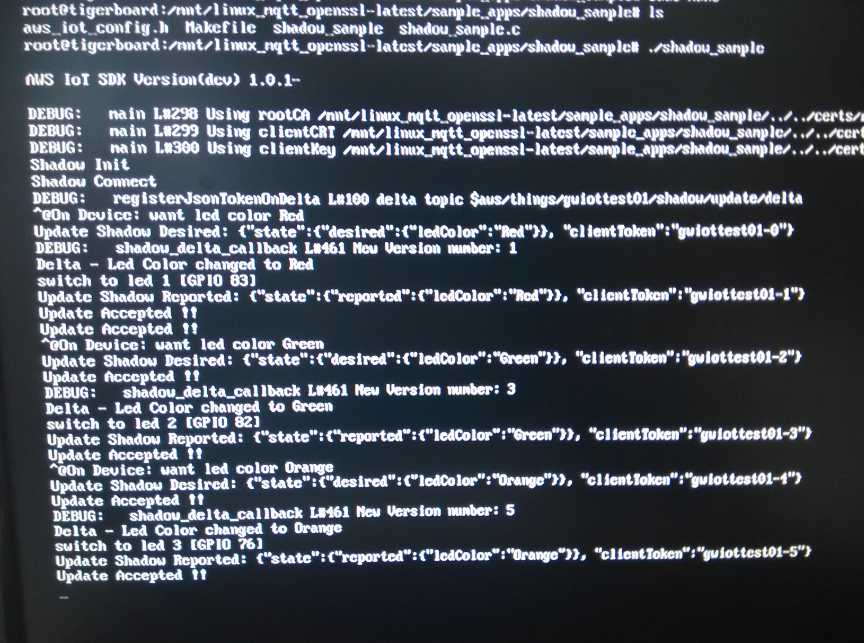 root@tigerboard:/mnt/linux_mqtt_openssl-latest/sample_apps/shadow_sample# ls
aws_iot_config.h  Makefile  shadow_sample  shadow_sample.c
root@tigerboard:/mnt/linux_mqtt_openssl-latest/sample_apps/shadow_sample# ./shadow_sample
AWS IoT SDK Version(dev) 1.0.1-
DEBUG:   main L#298 Using rootCA /mnt/linux_mqtt_openssl-latest/sample_apps/shadow_sample/../../certs/
DEBUG:   main L#299 Using clientCRT /mnt/linux_mqtt_openssl-latest/sample_apps/shadow_sample/../../cer
DEBUG:   main L#300 Using clientKey /mnt/linux_mqtt_openssl-latest/sample_apps/shadow_sample/../../cert
Shadow Init
Shadow Connect
DEBUG:   registerJsonTokenOnDelta L#100 delta topic $aws/things/gwiottest01/shadow/update/delta
^@On Device: want led color Red
Update Shadow Desired: {"state":{"desired":{"ledColor":"Red"}}, "clientToken":"gwiottest01-0"}
DEBUG:   shadow_delta_callback L#461 New Version number: 1
Delta - Led Color changed to Red
switch to led 1 [GPIO 83]
Update Shadow Reported: {"state":{"reported":{"ledColor":"Red"}}, "clientToken":"gwiottest01-1"}
Update Accepted !!
Update Accepted !!
^@On Device: want led color Green
Update Shadow Desired: {"state":{"desired":{"ledColor":"Green"}}, "clientToken":"gwiottest01-2"}
Update Accepted !!
DEBUG:   shadow_delta_callback L#461 New Version number: 3
Delta - Led Color changed to Green
switch to led 2 [GPIO 82]
Update Shadow Reported: {"state":{"reported":{"ledColor":"Green"}}, "clientToken":"gwiottest01-3"}
Update Accepted !!
^@On Device: want led color Orange
Update Shadow Desired: {"state":{"desired":{"ledColor":"Orange"}}, "clientToken":"gwiottest01-4"}
Update Accepted !!
DEBUG:   shadow_delta_callback L#461 New Version number: 5
Delta - Led Color changed to Orange
switch to led 3 [GPIO 76]
Update Shadow Reported: {"state":{"reported":{"ledColor":"Orange"}}, "clientToken":"gwiottest01-5"}
Update Accepted !!
_